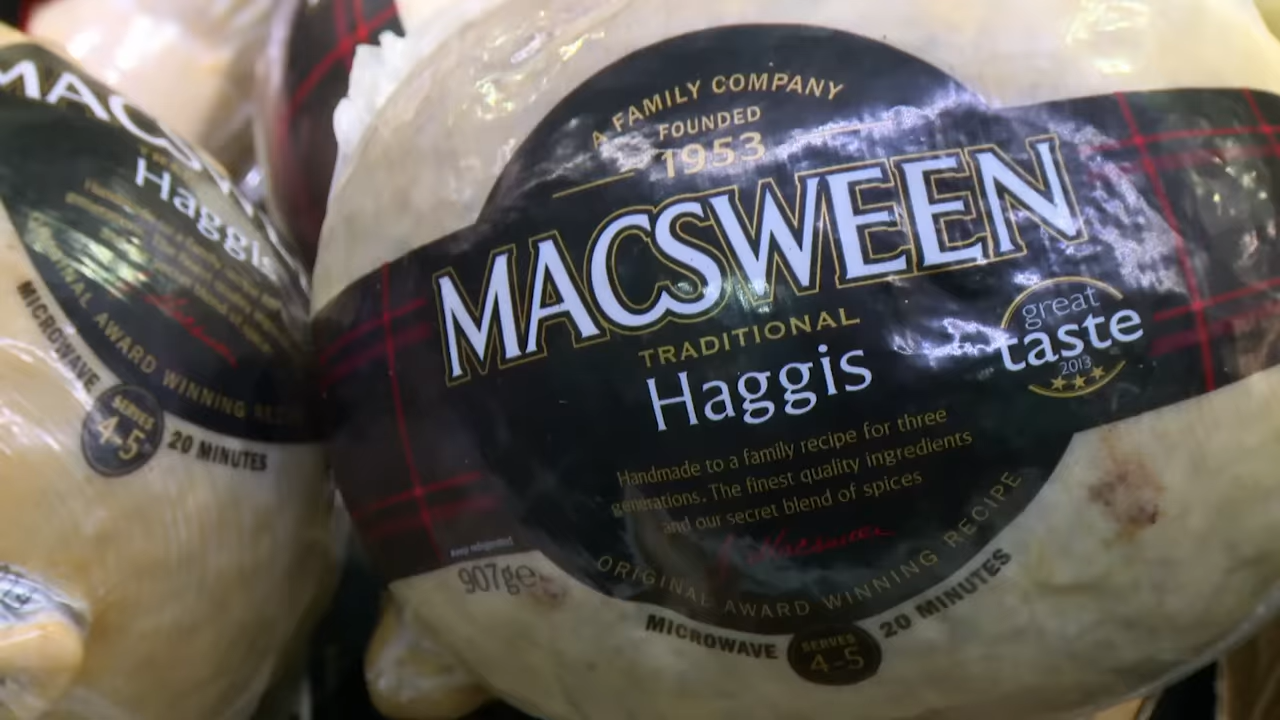 A FAMILY COMPANY
FOUNDED
1953
MACSWEEN
TRADITIONAL
Haggis
great
taste
2013
Handmade to a family recipe for three
generations. The finest quality ingredients
and our secret blend of spices
Keep refrigerated
907g e
ORIGINAL AWARD WINNING RECIPE
MICROWAVE
SERVES
4-5
20 MINUTES
Haggis
AWARD WINNING
MICROWAVE
SERVES
4-5
20 MINUTES